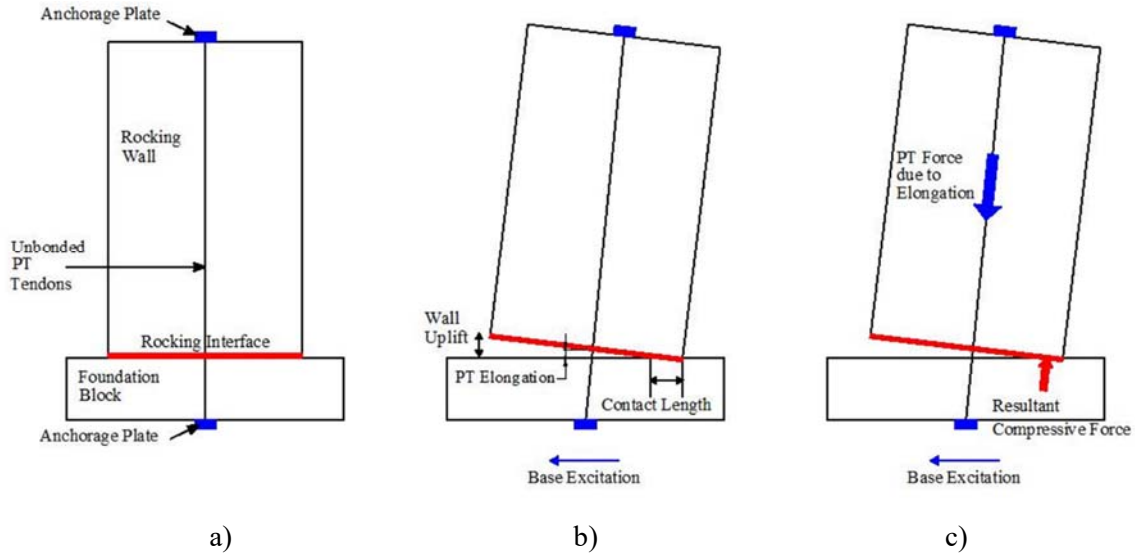 Anchorage Plate
Rocking
Wall
Unbonded
PT
Tendons
Rocking Interface
Foundation
Block
Anchorage Plate
a)
Wall
Uplift
PT Elongation
Contact Length
Base Excitation
b)
PT Force
due to
Elongation
Resultant
Compressive Force
Base Excitation
c)